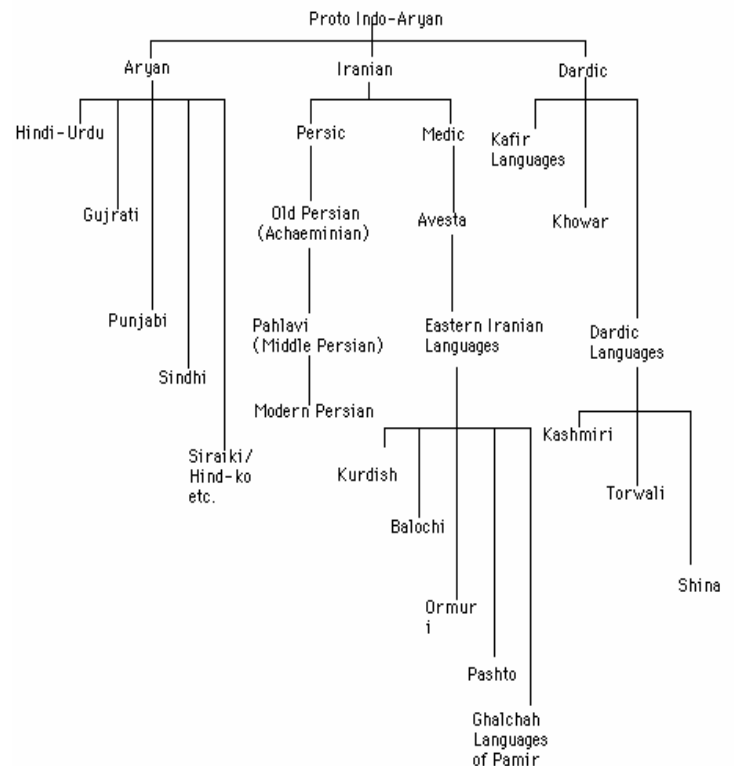 Proto Indo-Aryan
Aryan
Iranian
Dardic
Hindi-Urdu
Persic
Medic
Kafir
Languages
Gujrati
Old Persian
(Achaeminian)
Avesta
Khowar
Punjabi
Pahlavi
(Middle Persian)
Eastern Iranian
Languages
Dardic
Languages
Sindhi
Modern Persian
Kashmiri
Siraiki/
Hind-ko
etc.
Kurdish
Torwali
Balochi
Shina
Ormur
i
Pashto
Ghalchah
Languages
of Pamir